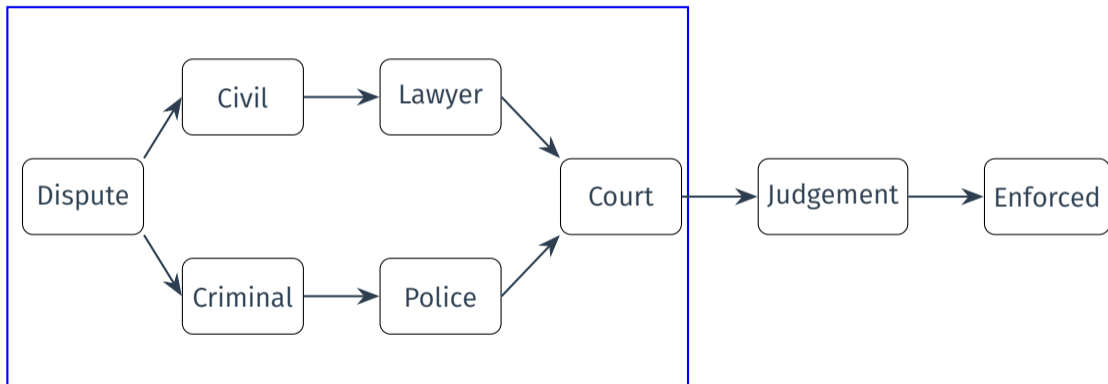 Civil
Lawyer
Dispute
Court
Judgement
Enforced
Criminal
Police